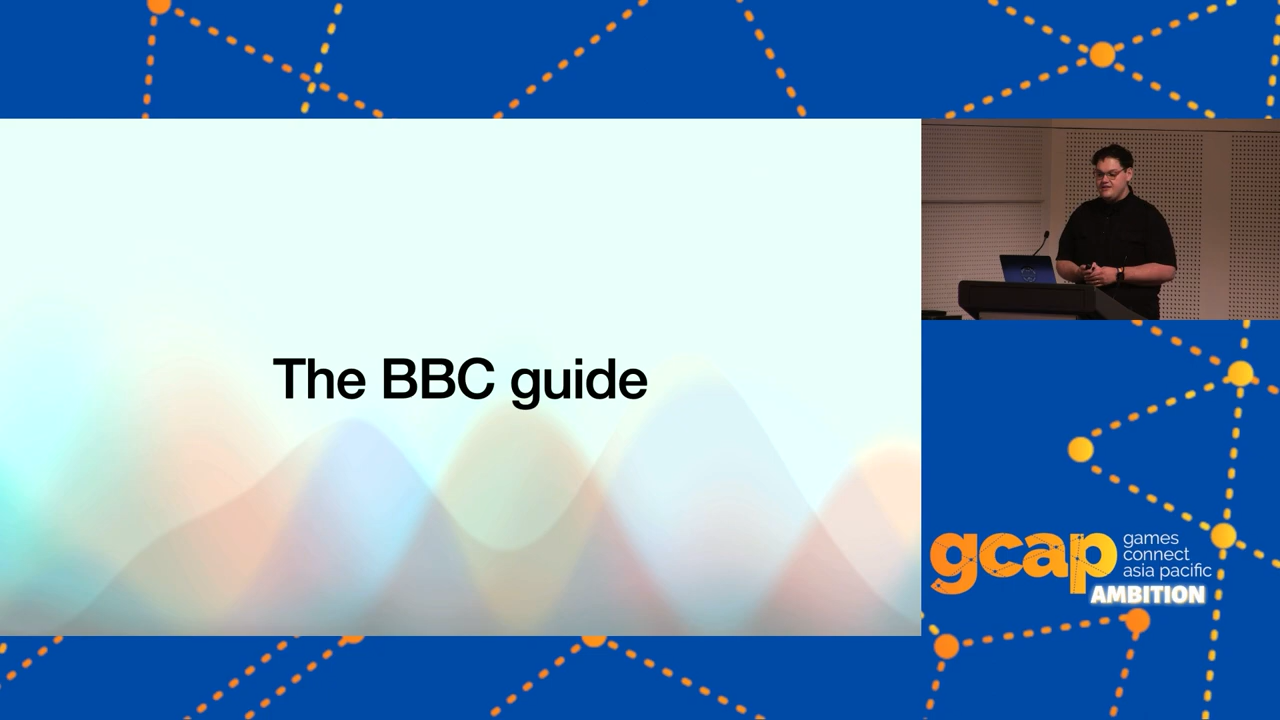 The BBC guide
gcap
games
connect
asia pacific
AMBITION